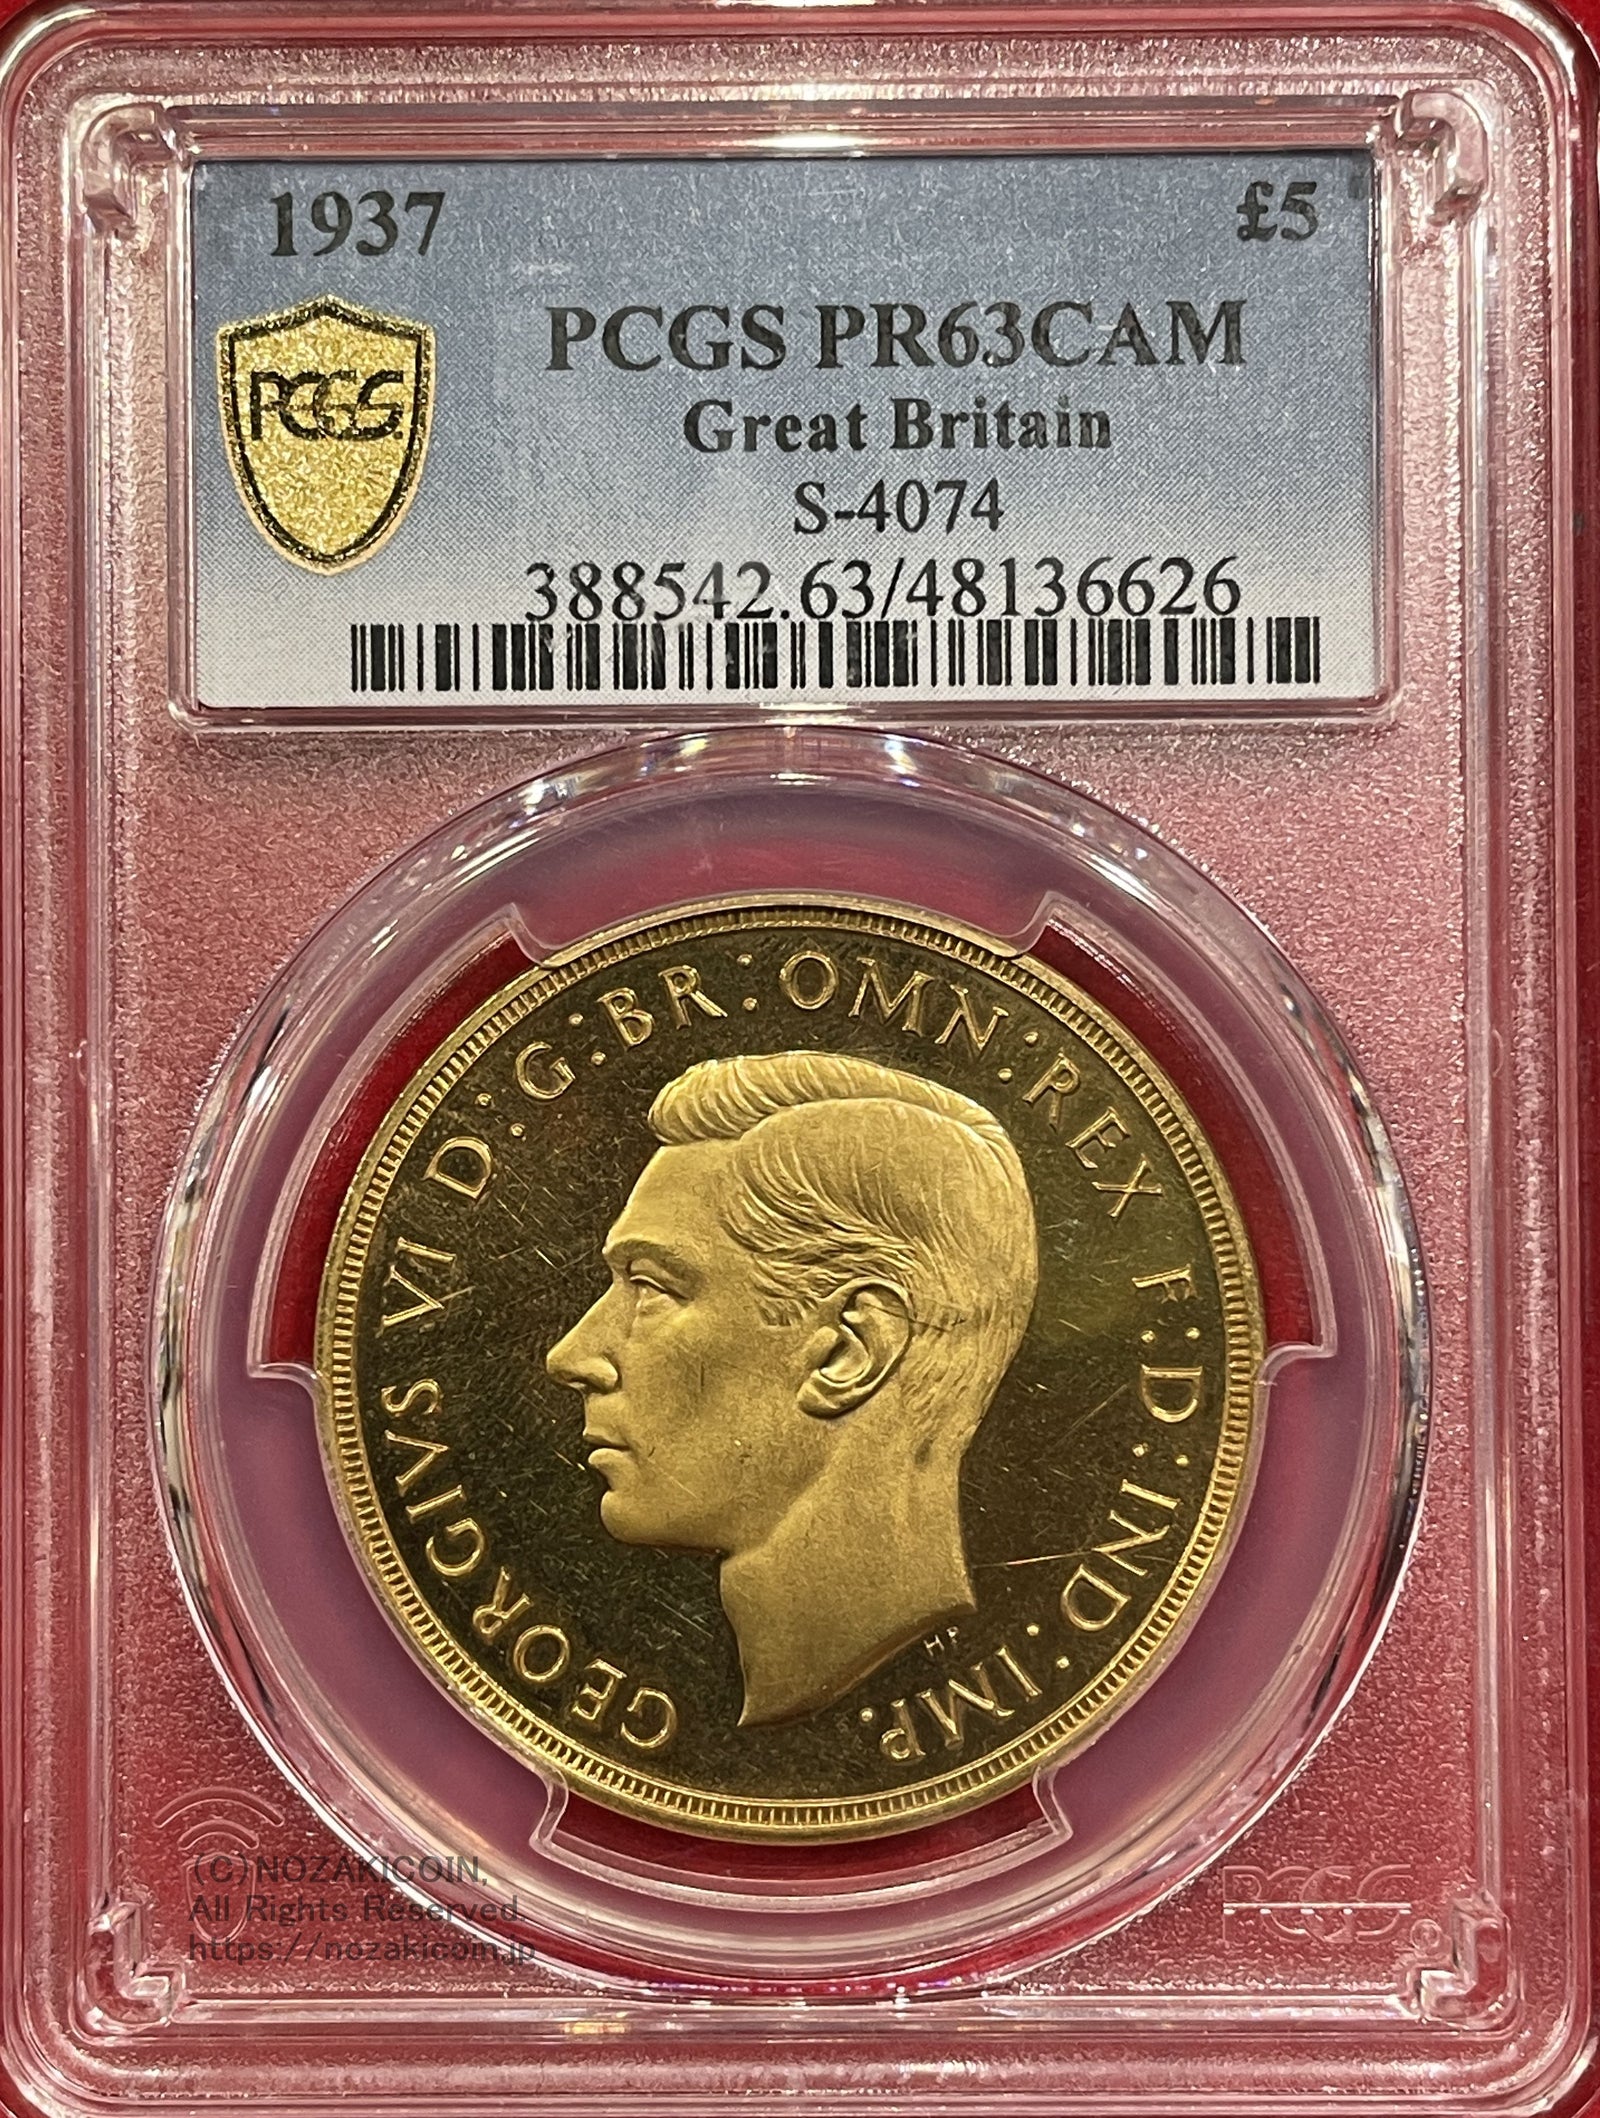 1937 £5
PCGS PR63CAM
PCGS
Great Britain
S-4074
388542.63/48136626
GEORGIVS VI D:G:BR:OMN:REX F:D:IND:IMP.
HP
(C)NOZAKICOIN,
All Rights Reserved.
https://nozakicoin.jp
PCGS